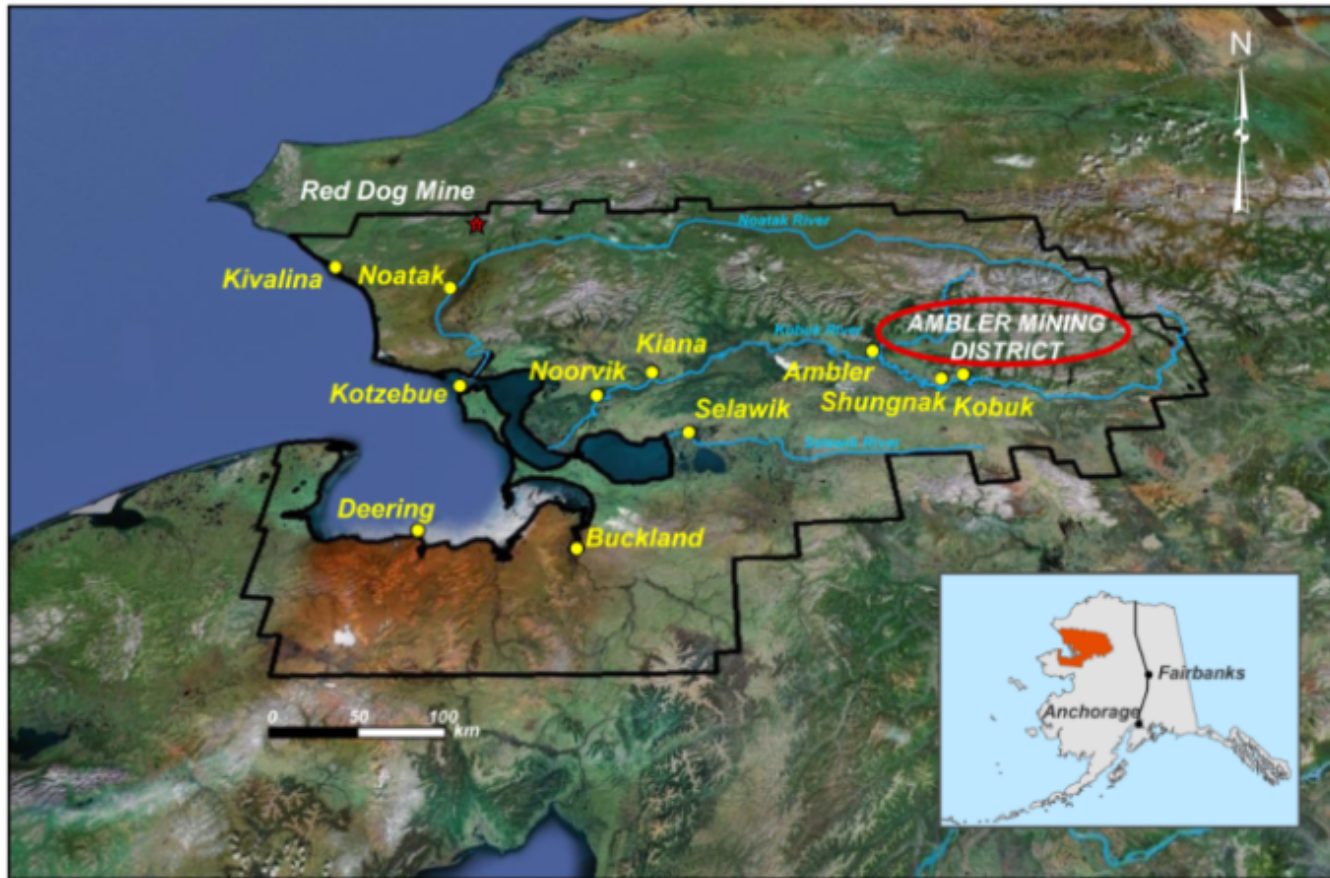 N
Red Dog Mine
Noatak River
Kivalina
Noatak
Kobuk River
AMBLER MINING
DISTRICT
Kiana
Noorvik
Ambler
Kotzebue
Shungnak
Kobuk
Selawik
Selawik River
Deering
Buckland
0 50 100
km
Fairbanks
Anchorage